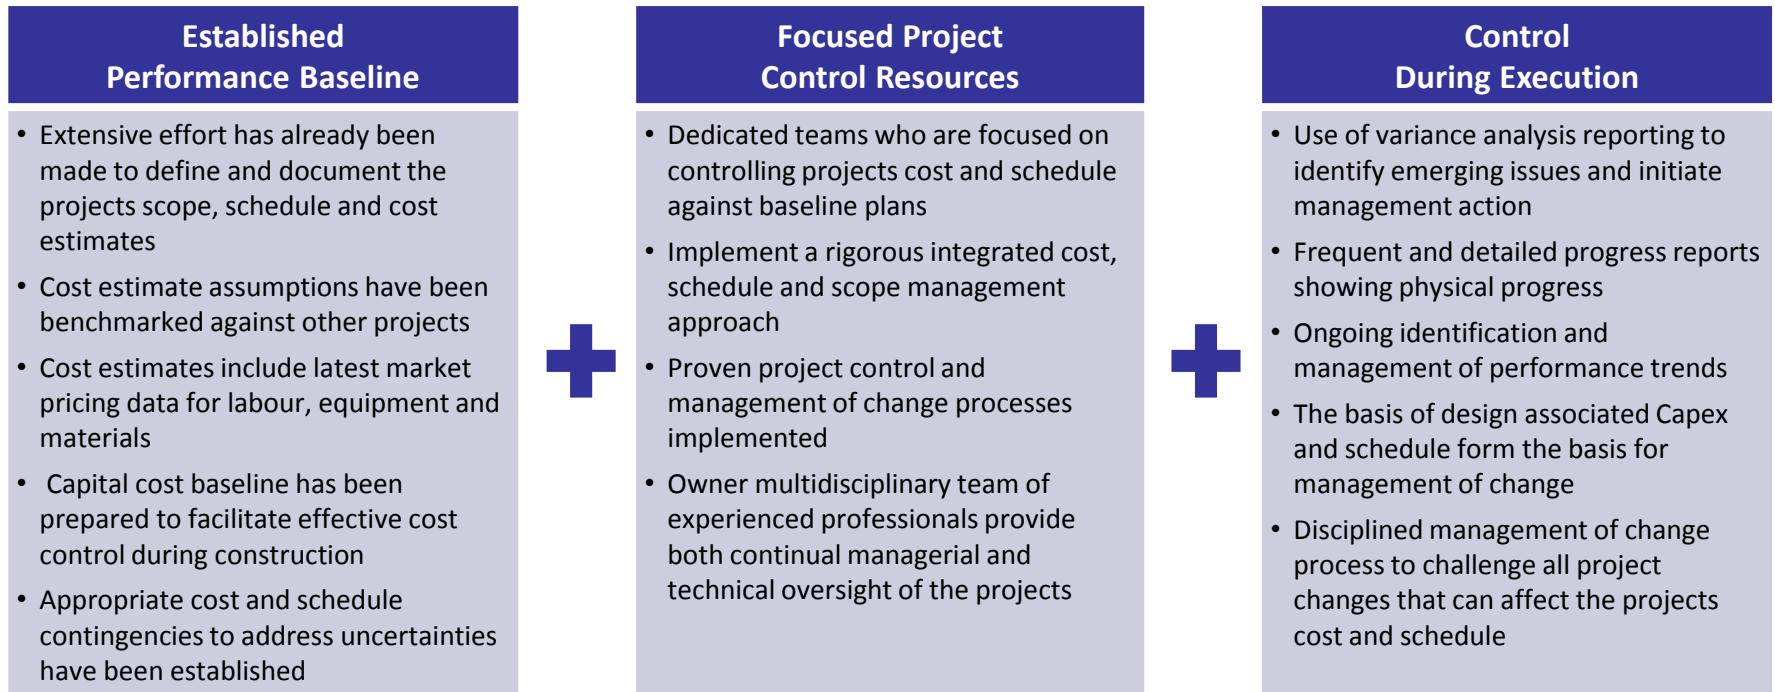 Established
Performance Baseline
• Extensive effort has already been
made to define and document the
projects scope, schedule and cost
estimates
• Cost estimate assumptions have been
benchmarked against other projects
• Cost estimates include latest market
pricing data for labour, equipment and
materials
• Capital cost baseline has been
prepared to facilitate effective cost
control during construction
• Appropriate cost and schedule
contingencies to address uncertainties
have been established
Focused Project
Control Resources
• Dedicated teams who are focused on
controlling projects cost and schedule
against baseline plans
• Implement a rigorous integrated cost,
schedule and scope management
approach
• Proven project control and
management of change processes
implemented
• Owner multidisciplinary team of
experienced professionals provide
both continual managerial and
technical oversight of the projects
Control
During Execution
• Use of variance analysis reporting to
identify emerging issues and initiate
management action
• Frequent and detailed progress reports
showing physical progress
• Ongoing identification and
management of performance trends
• The basis of design associated Capex
and schedule form the basis for
management of change
• Disciplined management of change
process to challenge all project
changes that can affect the projects
cost and schedule